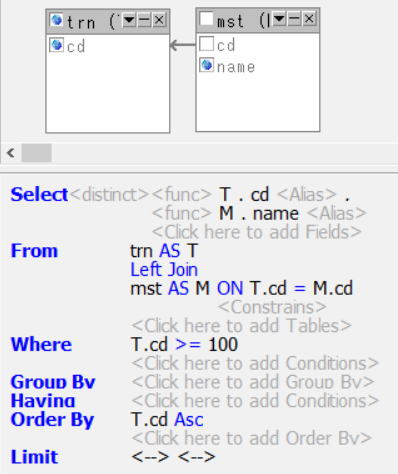 trn (
mst (
cd
cd
name
Select <distinct> <func> T . cd <Alias> .
<func> M . name <Alias>
<Click here to add Fields>
From trn AS T
Left Join
mst AS M ON T.cd = M.cd
<Constrains>
<Click here to add Tables>
Where T.cd >= 100
<Click here to add Conditions>
Group By <Click here to add Group By>
Having <Click here to add Conditions>
Order By T.cd Asc
<Click here to add Order By>
Limit <--> <-->